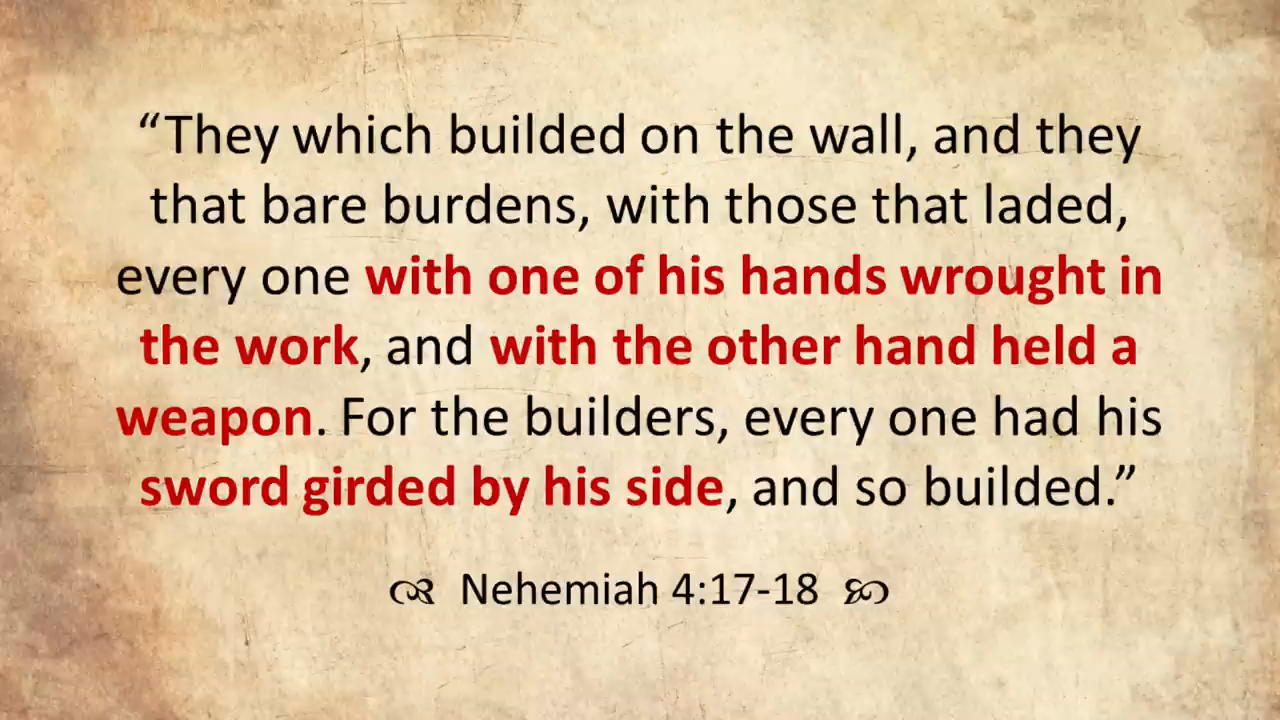 “They which builded on the wall, and they
that bare burdens, with those that laded,
every one with one of his hands wrought in
the work, and with the other hand held a
weapon. For the builders, every one had his
sword girded by his side, and so builded.”
Nehemiah 4:17-18